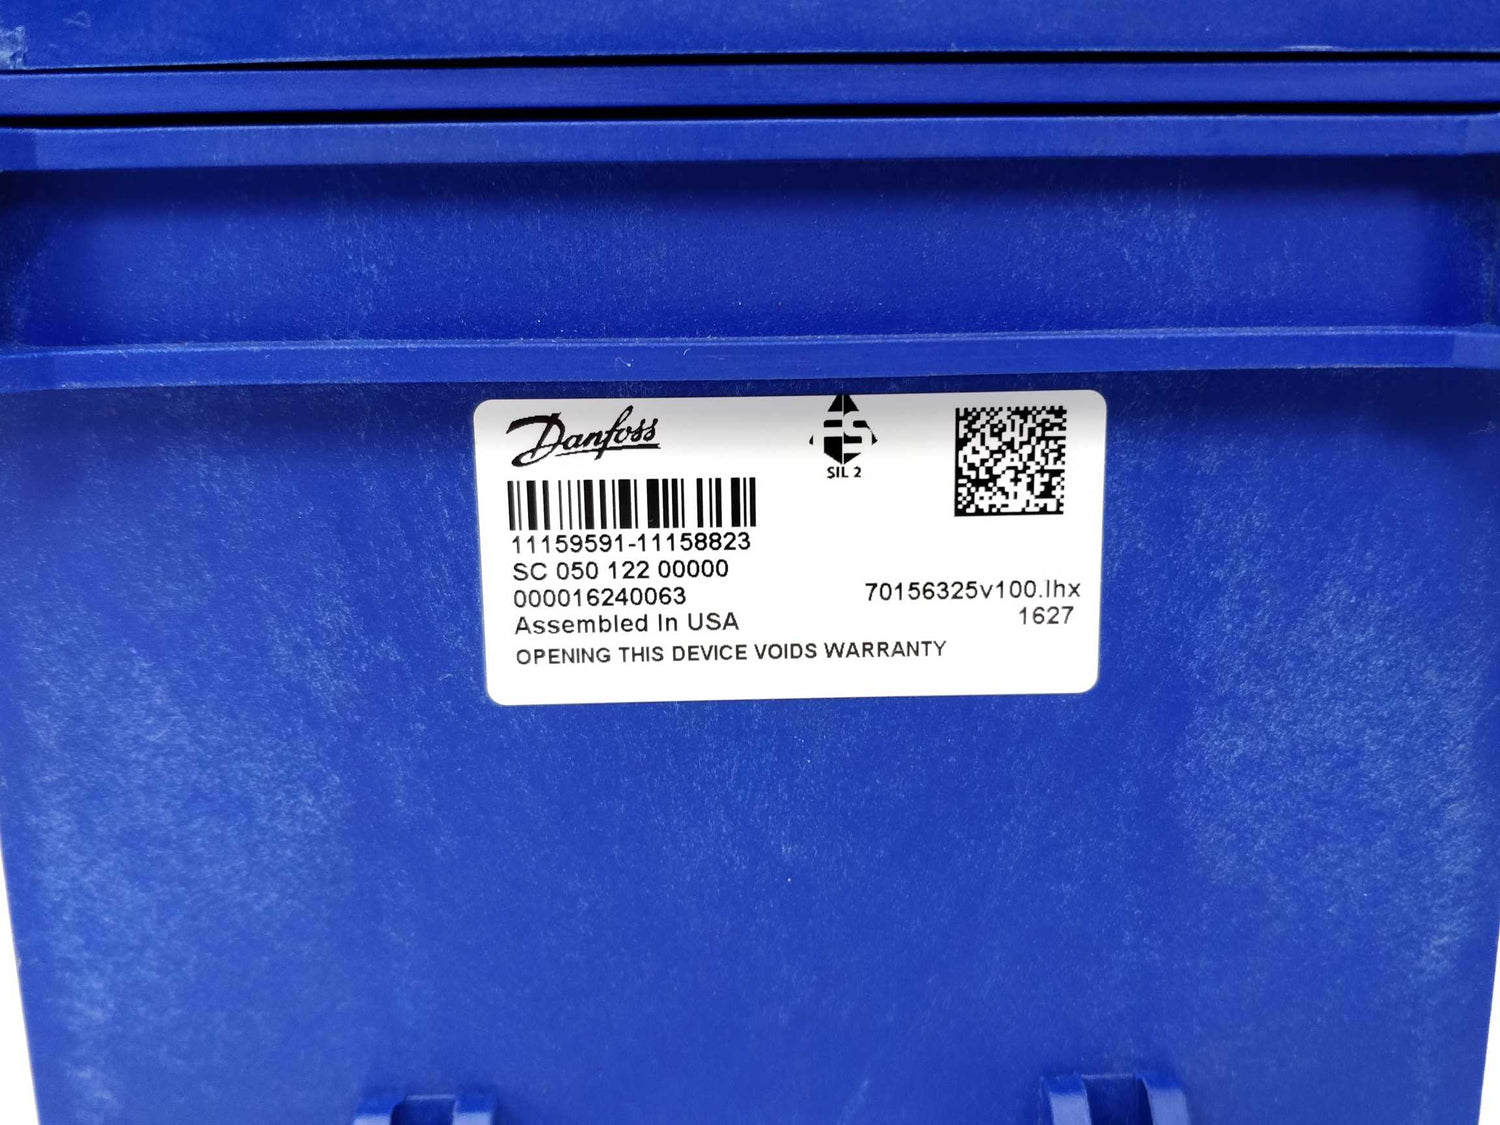 Danfoss
FS
SIL 2
11159591-11158823
SC 050 122 00000
000016240063
Assembled In USA
70156325v100.lhx
1627
OPENING THIS DEVICE VOIDS WARRANTY